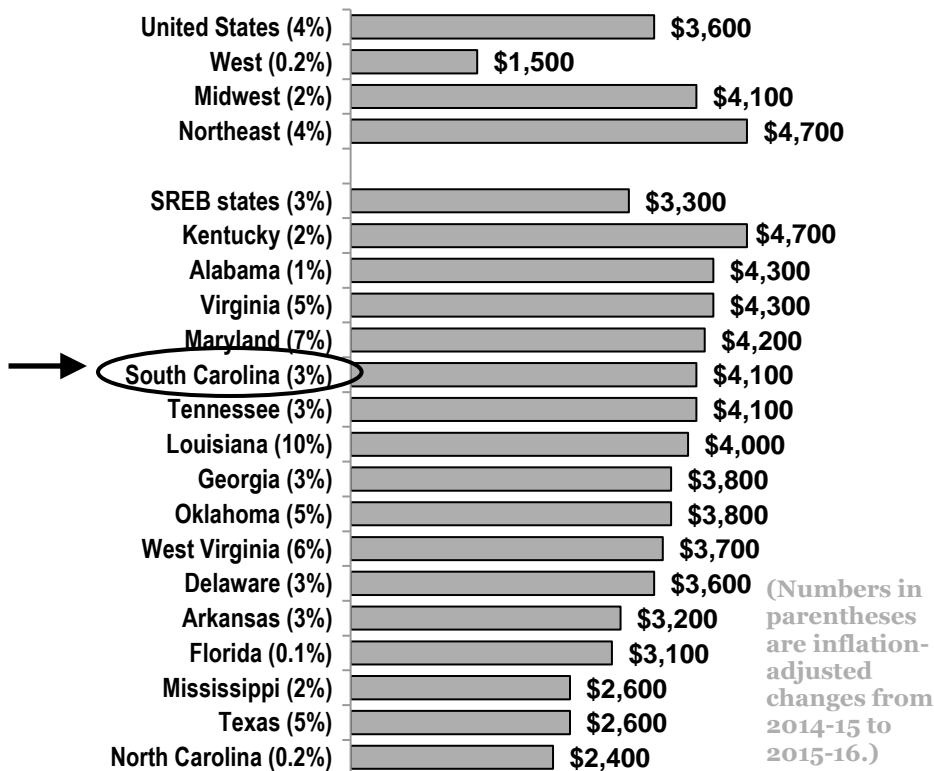 United States (4%) $3,600
West (0.2%) $1,500
Midwest (2%) $4,100
Northeast (4%) $4,700
SREB states (3%) $3,300
Kentucky (2%) $4,700
Alabama (1%) $4,300
Virginia (5%) $4,300
Maryland (7%) $4,200
South Carolina (3%) $4,100
Tennessee (3%) $4,100
Louisiana (10%) $4,000
Georgia (3%) $3,800
Oklahoma (5%) $3,800
West Virginia (6%) $3,700
Delaware (3%) $3,600
Arkansas (3%) $3,200
Florida (0.1%) $3,100
Mississippi (2%) $2,600
Texas (5%) $2,600
North Carolina (0.2%) $2,400
(Numbers in
parentheses
are inflation-
adjusted
changes from
2014-15 to
2015-16.)